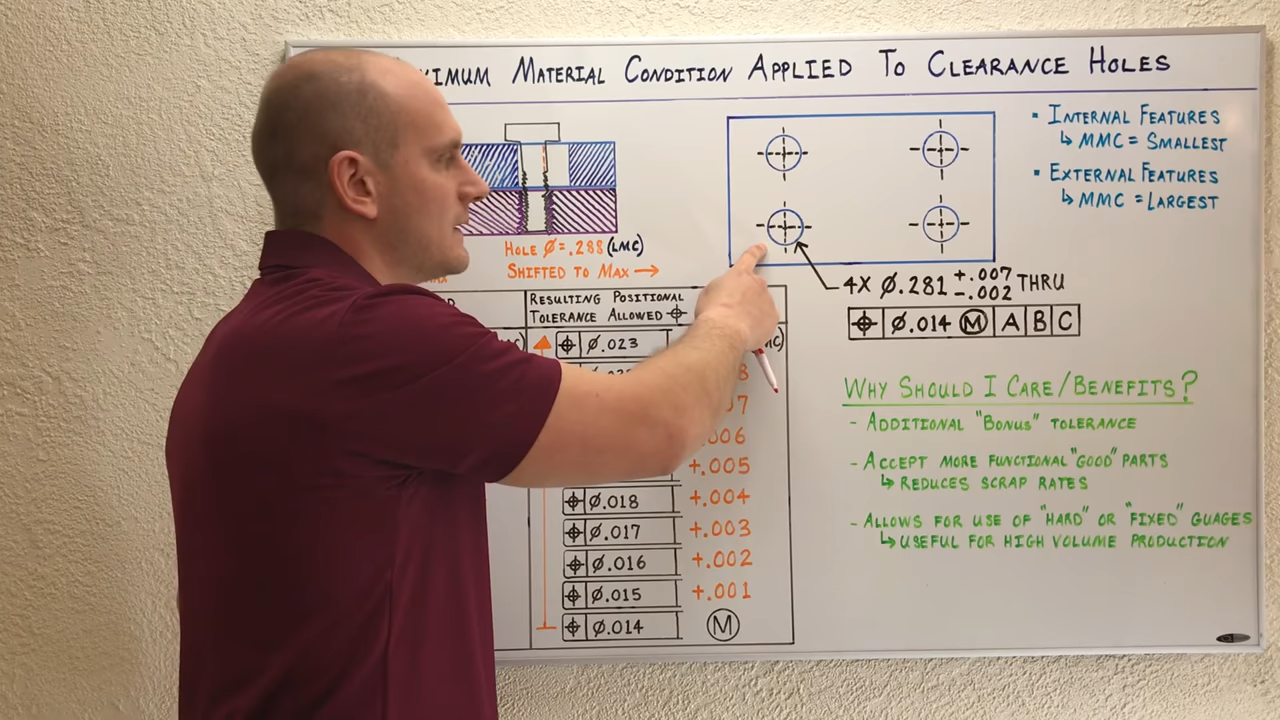 MATERIAL CONDITION APPLIED TO CLEARANCE HOLES
HOLE Ø=.288 (LMC)
SHIFTED TO MAX →
• INTERNAL FEATURES
↳ MMC = SMALLEST
• EXTERNAL FEATURES
↳ MMC = LARGEST
4X Ø.281 +.007 -.002 THRU
⌖ Ø.014 Ⓜ A B C
RESULTING POSITIONAL
TOLERANCE ALLOWED ⌖
⌖ Ø.023
+.005
⌖ Ø.018 +.004
⌖ Ø.017 +.003
⌖ Ø.016 +.002
⌖ Ø.015 +.001
⌖ Ø.014 Ⓜ
WHY SHOULD I CARE/BENEFITS?
- ADDITIONAL "BONUS" TOLERANCE
- ACCEPT MORE FUNCTIONAL "GOOD" PARTS
↳ REDUCES SCRAP RATES
- ALLOWS FOR USE OF "HARD" OR "FIXED" GUAGES
↳ USEFUL FOR HIGH VOLUME PRODUCTION